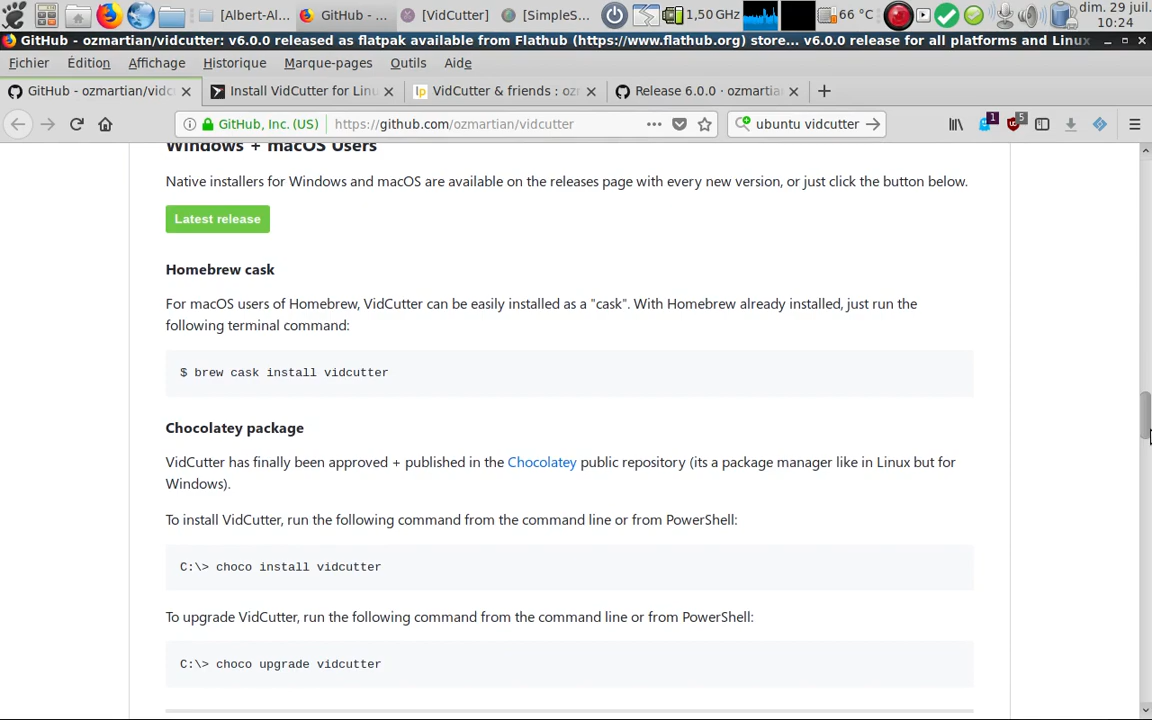 [Albert-Al...
GitHub - ...
[VidCutter]
[SimpleS...
1,50 GHz
66 °C
dim. 29 juil.
10:24
GitHub - ozmartian/vidcutter: v6.0.0 released as flatpak available from Flathub (https://www.flathub.org) store... v6.0.0 release for all platforms and Linux
Fichier Édition Affichage Historique Marque-pages Outils Aide
GitHub - ozmartian/vidc
Install VidCutter for Linu
lp VidCutter & friends : oz
Release 6.0.0 · ozmartia
GitHub, Inc. (US) https://github.com/ozmartian/vidcutter
ubuntu vidcutter
1
5
Windows + macOS Users
Native installers for Windows and macOS are available on the releases page with every new version, or just click the button below.
Latest release
Homebrew cask
For macOS users of Homebrew, VidCutter can be easily installed as a "cask". With Homebrew already installed, just run the
following terminal command:
$ brew cask install vidcutter
Chocolatey package
VidCutter has finally been approved + published in the Chocolatey public repository (its a package manager like in Linux but for
Windows).
To install VidCutter, run the following command from the command line or from PowerShell:
C:\> choco install vidcutter
To upgrade VidCutter, run the following command from the command line or from PowerShell:
C:\> choco upgrade vidcutter